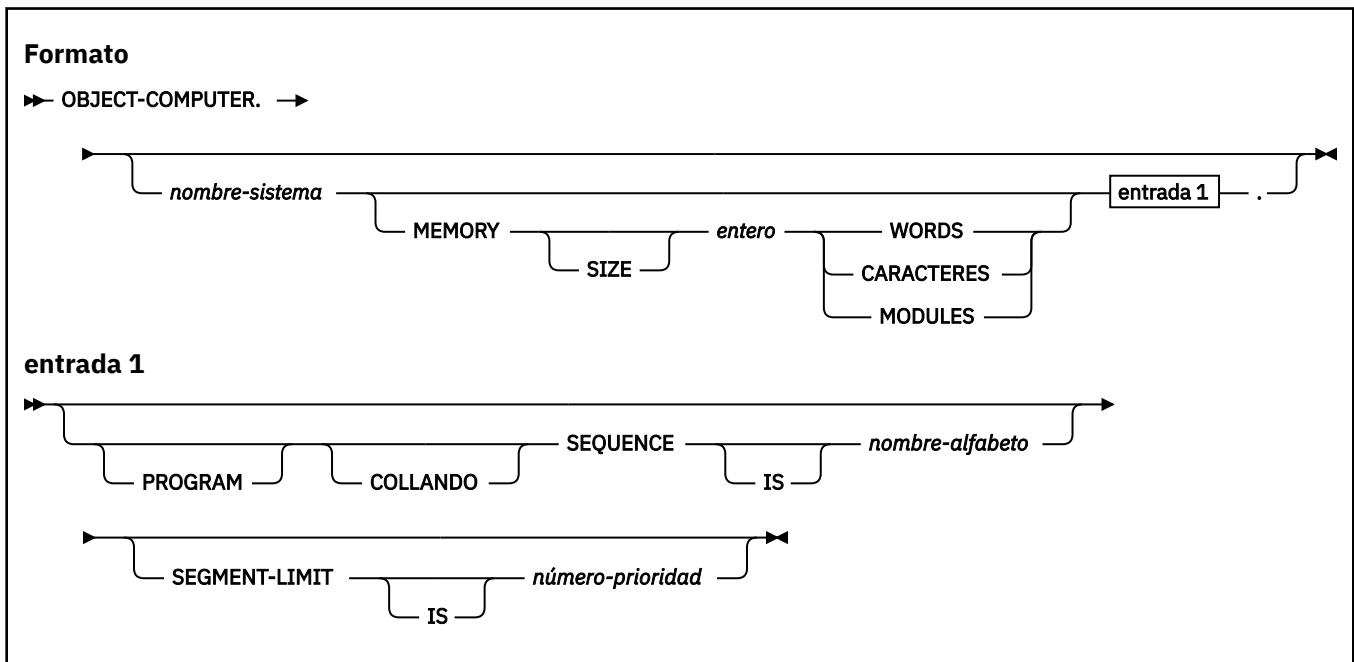 Formato
OBJECT-COMPUTER.
nombre-sistema entrada 1 .
MEMORY entero WORDS
SIZE CARACTERES
MODULES
entrada 1
SEQUENCE nombre-alfabeto
PROGRAM COLLANDO IS
SEGMENT-LIMIT número-prioridad
IS